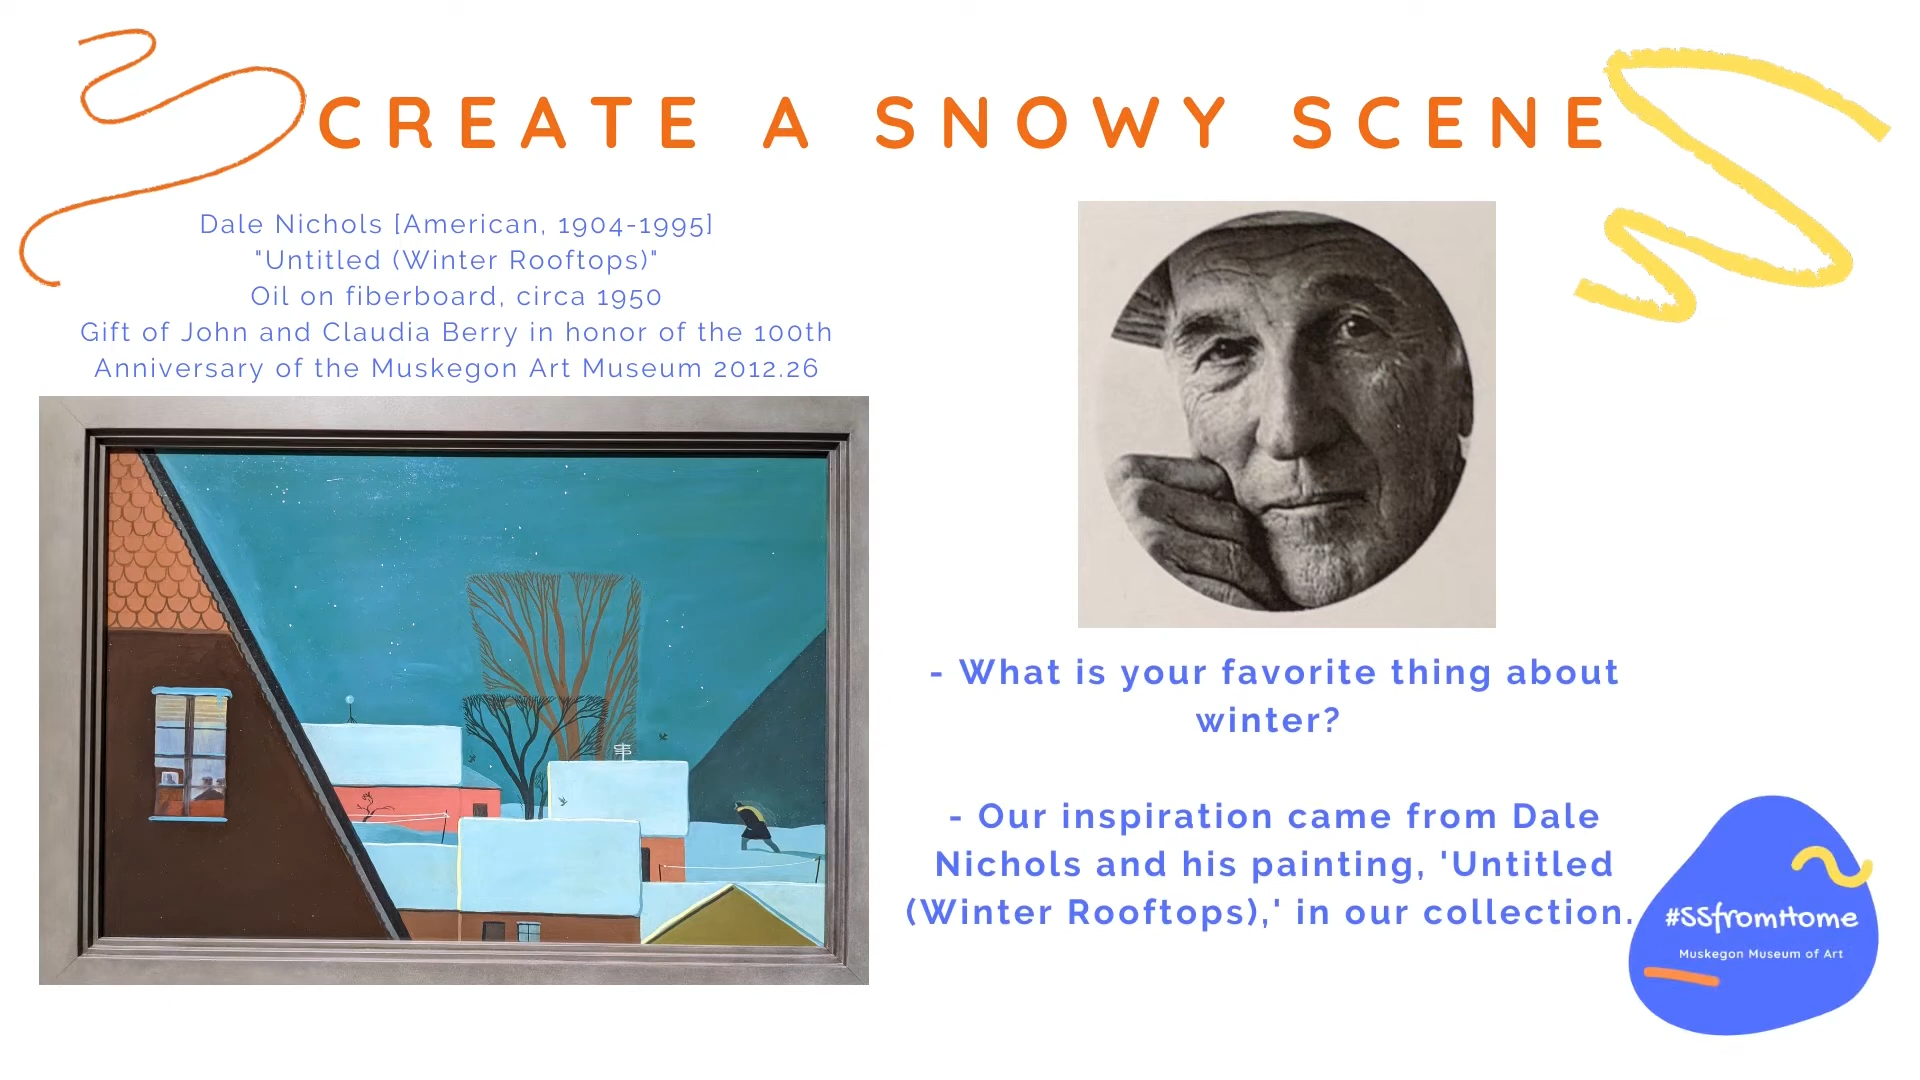 CREATE A SNOWY SCENE
Dale Nichols [American, 1904-1995]
"Untitled (Winter Rooftops)"
Oil on fiberboard, circa 1950
Gift of John and Claudia Berry in honor of the 100th
Anniversary of the Muskegon Art Museum 2012.26
- What is your favorite thing about
winter?
- Our inspiration came from Dale
Nichols and his painting, 'Untitled
(Winter Rooftops),' in our collection.
#SSfromHome
Muskegon Museum of Art